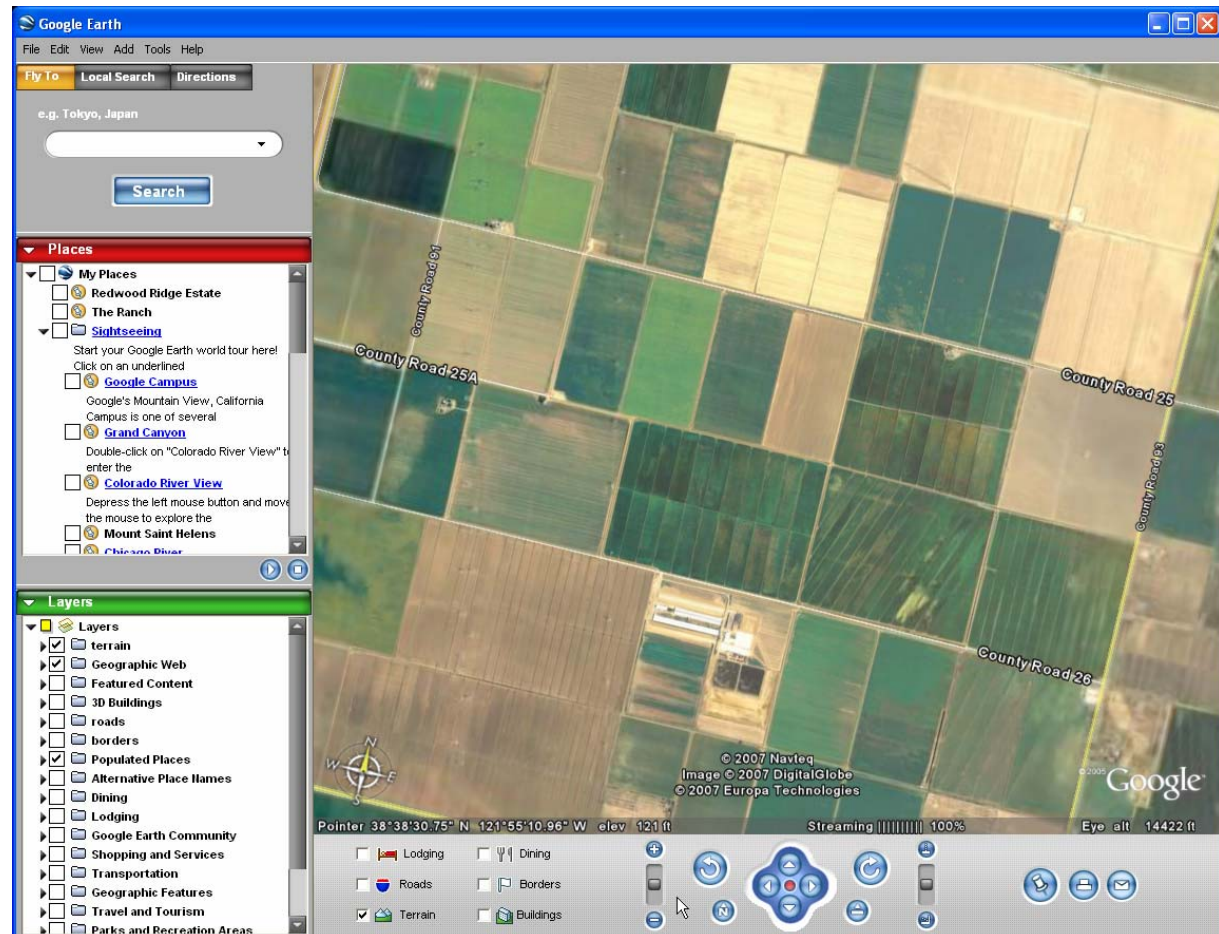 Google Earth
File Edit View Add Tools Help
Fly To Local Search Directions
e.g. Tokyo, Japan
Search
Places
My Places
Redwood Ridge Estate
The Ranch
Sightseeing
Start your Google Earth world tour here!
Click on an underlined
Google Campus
Google's Mountain View, California
Campus is one of several
Grand Canyon
Double-click on "Colorado River View" t
enter the
Colorado River View
Depress the left mouse button and move
the mouse to explore the
Mount Saint Helens
Chicago River
Layers
Layers
terrain
Geographic Web
Featured Content
3D Buildings
roads
borders
Populated Places
Alternative Place Names
Dining
Lodging
Google Earth Community
Shopping and Services
Transportation
Geographic Features
Travel and Tourism
Parks and Recreation Areas
County Road 91
County Road 25A
County Road 25
County Road 93
County Road 26
N
W E
S
© 2007 Navteq
Image © 2007 DigitalGlobe
© 2007 Europa Technologies
© 2005 Google
Pointer 38°38'30.75" N 121°55'10.96" W elev 121 ft Streaming |||||||||| 100% Eye alt 14422 ft
Lodging Dining
Roads Borders
Terrain Buildings
N